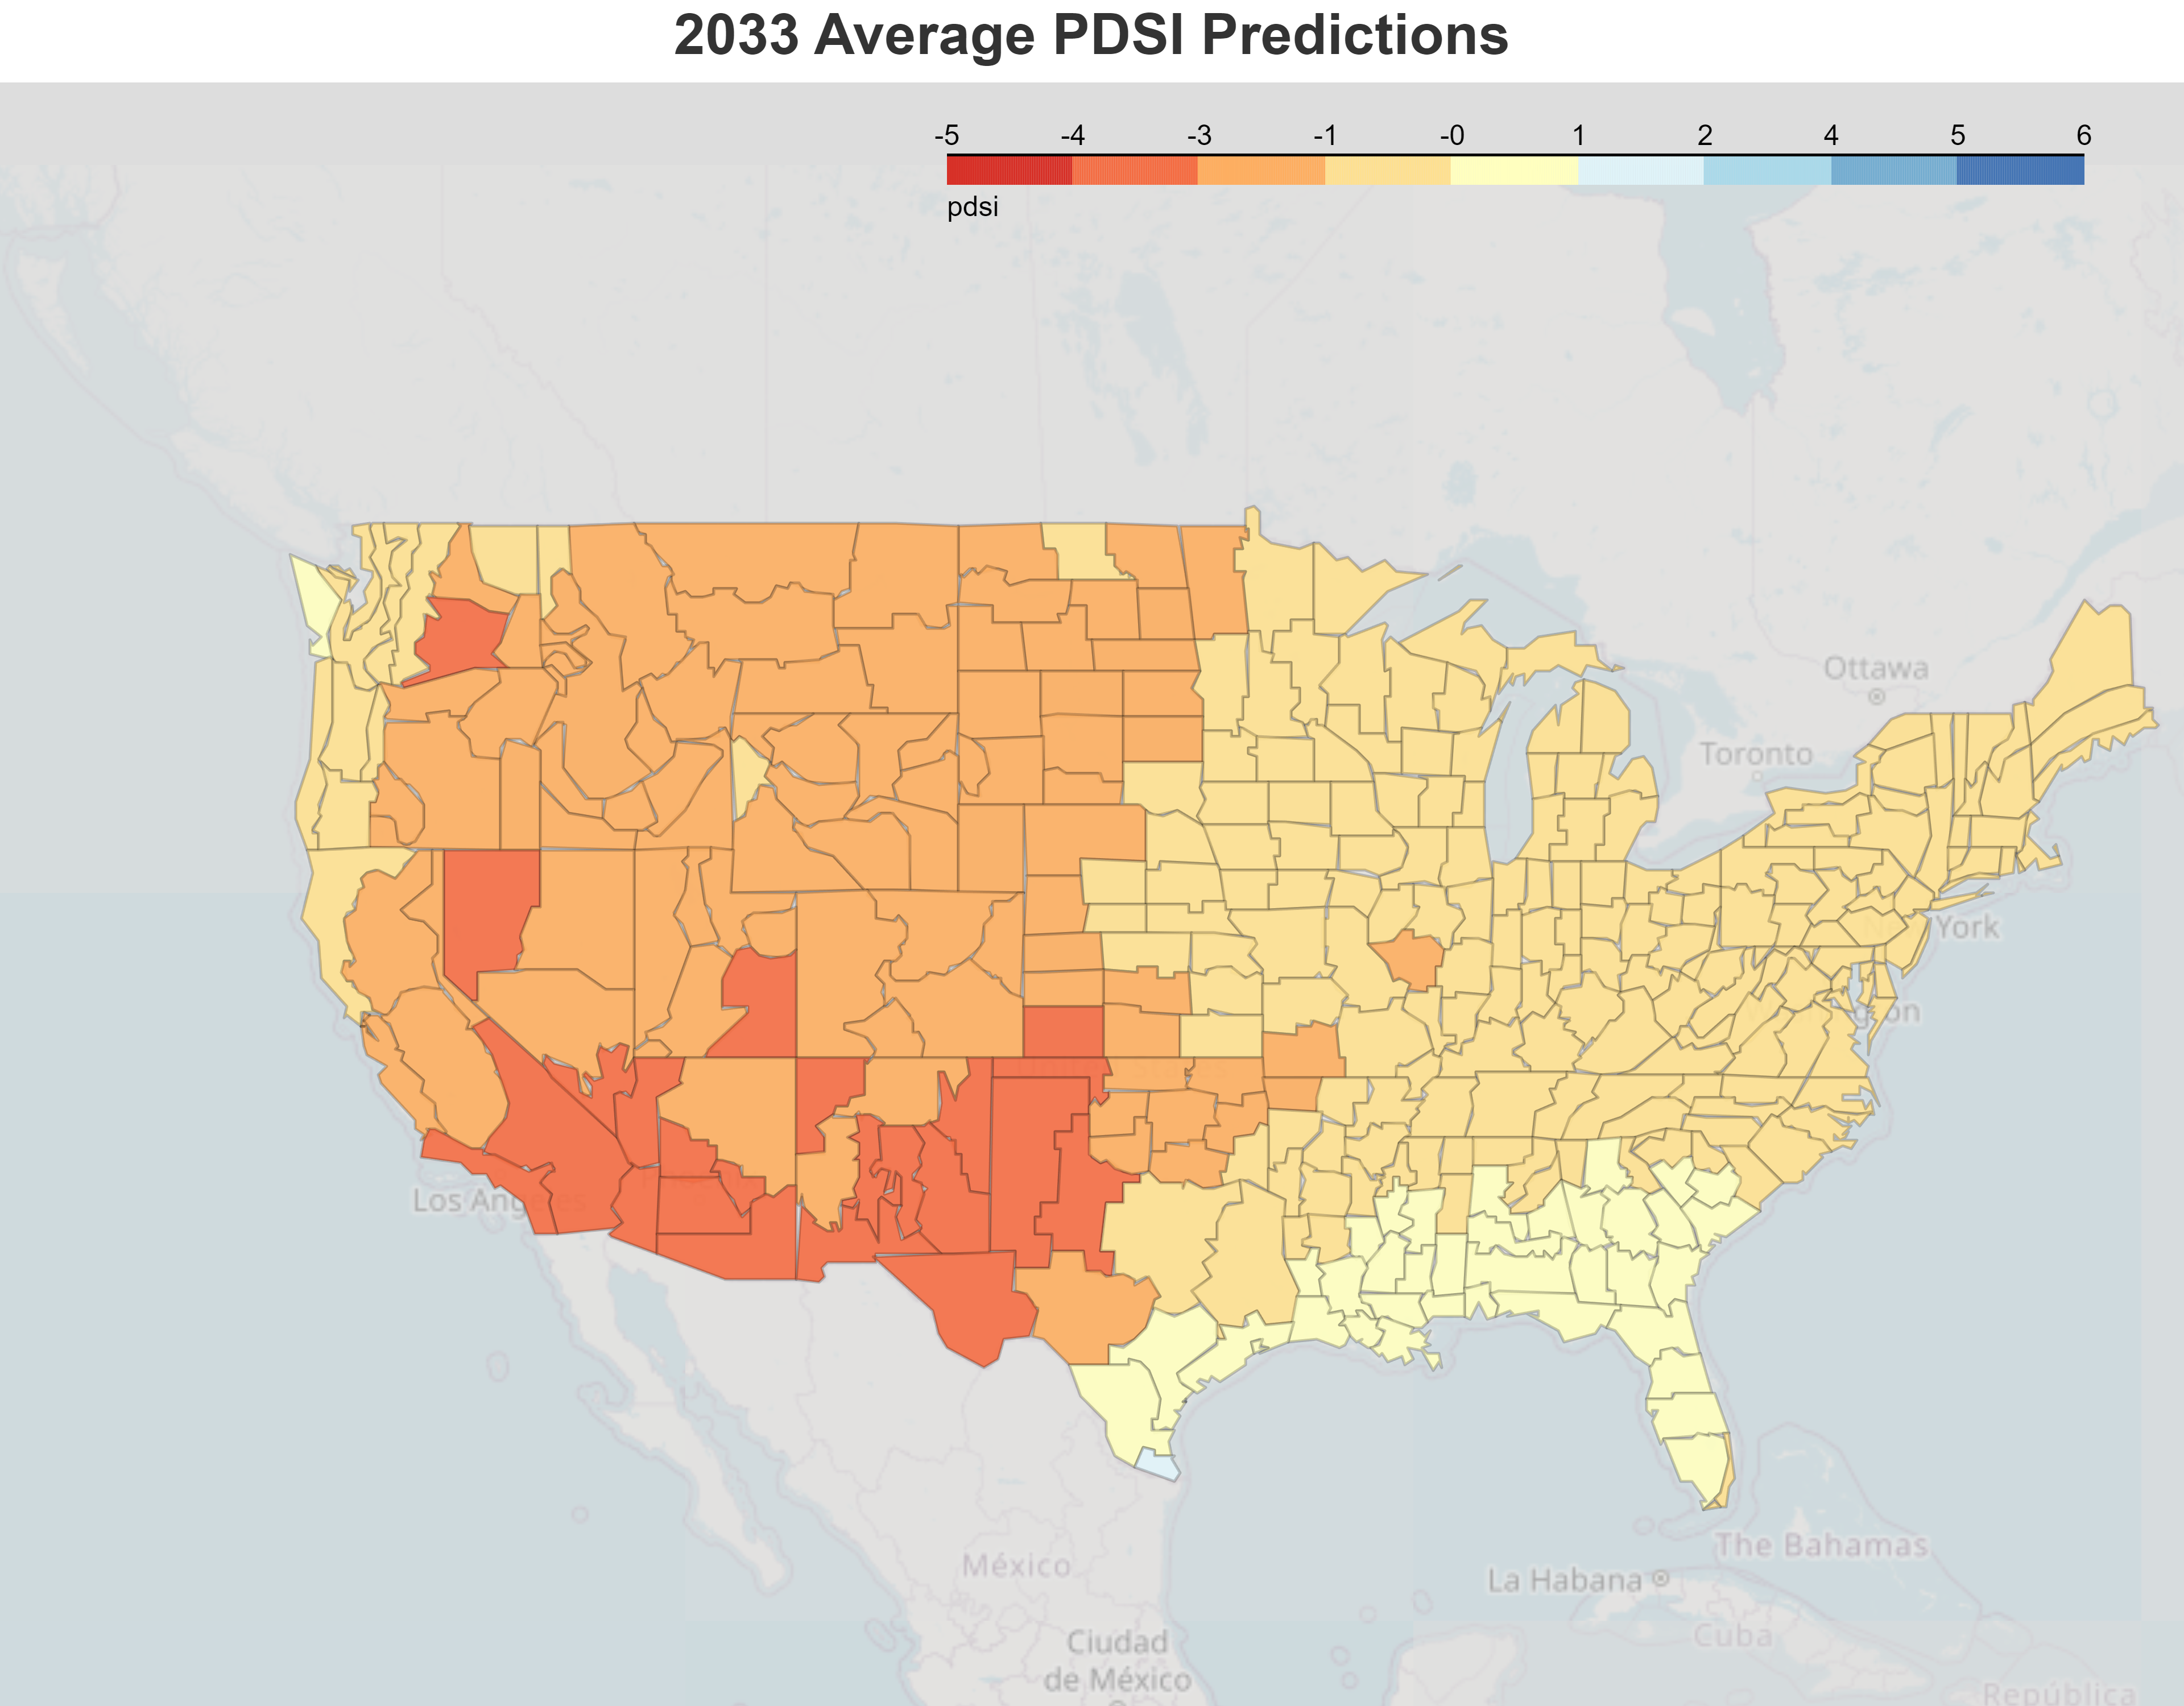 2033 Average PDSI Predictions
-5 -4 -3 -1 -0 1 2 4 5 6
pdsi
Ottawa
Toronto
York
Los Angeles
The Bahamas
La Habana
México
Cuba
Ciudad
de México
República